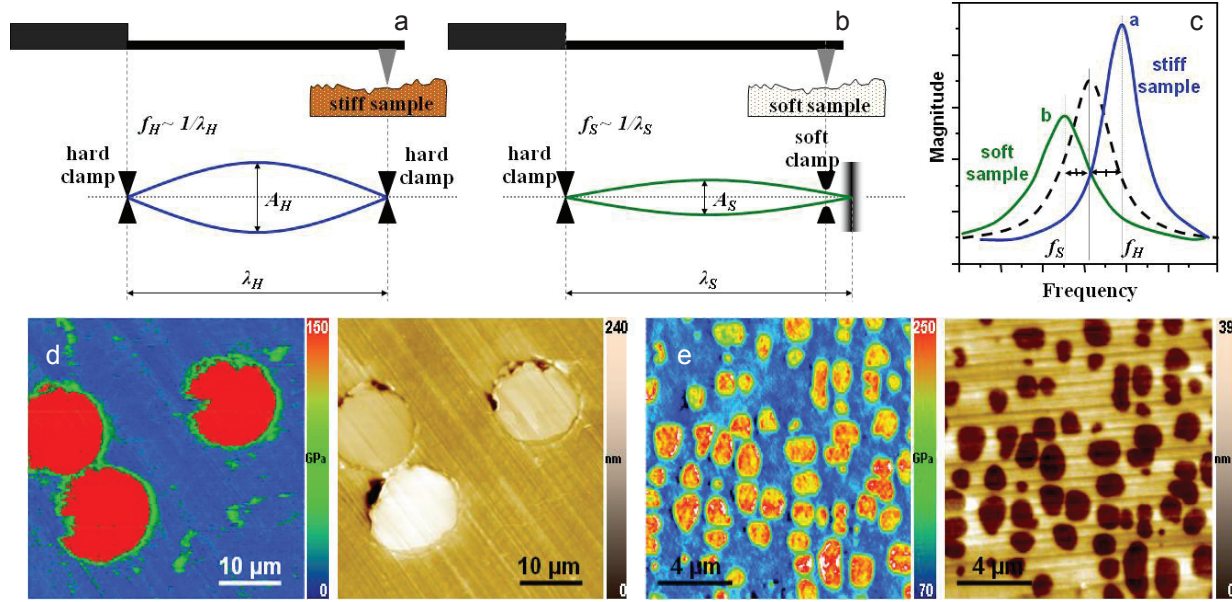 a
stiff sample
f_H ~ 1/λ_H
hard
clamp
hard
clamp
A_H
λ_H
b
soft sample
f_S ~ 1/λ_S
soft
clamp
hard
clamp
A_S
λ_S
c
a
stiff
sample
b
soft
sample
Magnitude
f_S
f_H
Frequency
d
150
GPa
0
10 µm
240
nm
0
10 µm
e
250
GPa
70
4 µm
39
nm
0
4 µm